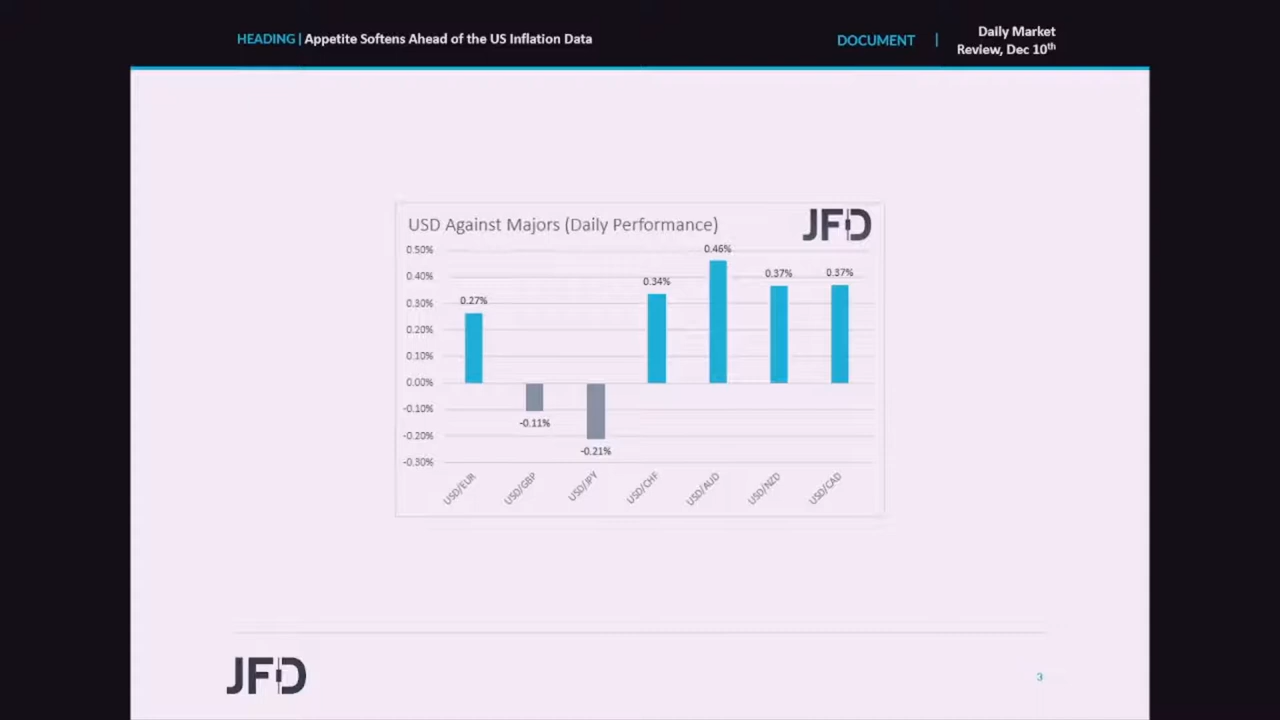 HEADING | Appetite Softens Ahead of the US Inflation Data
DOCUMENT |
Daily Market
Review, Dec 10th
USD Against Majors (Daily Performance)
JFD
0.50%
0.40%
0.30%
0.20%
0.10%
0.00%
-0.10%
-0.20%
-0.30%
0.27%
-0.11%
-0.21%
0.34%
0.46%
0.37%
0.37%
USD/EUR
USD/GBP
USD/JPY
USD/CHF
USD/AUD
USD/NZD
USD/CAD
JFD
3